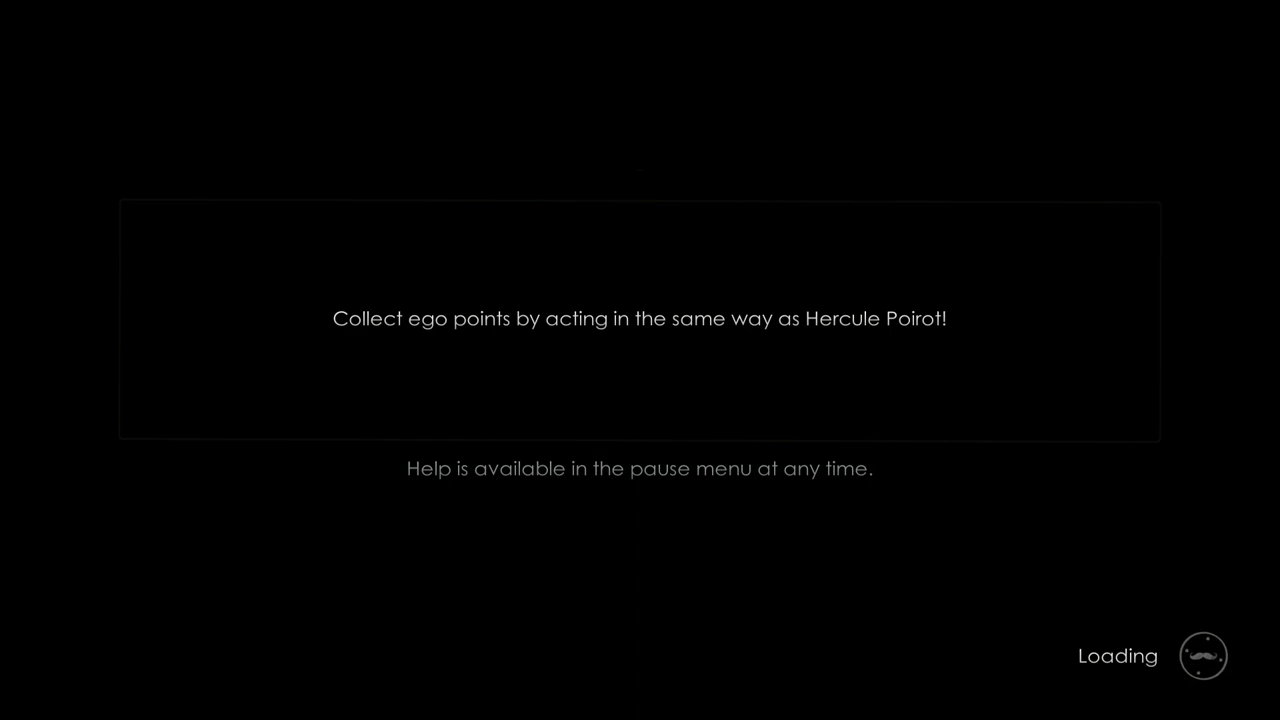 Collect ego points by acting in the same way as Hercule Poirot!
Help is available in the pause menu at any time.
Loading